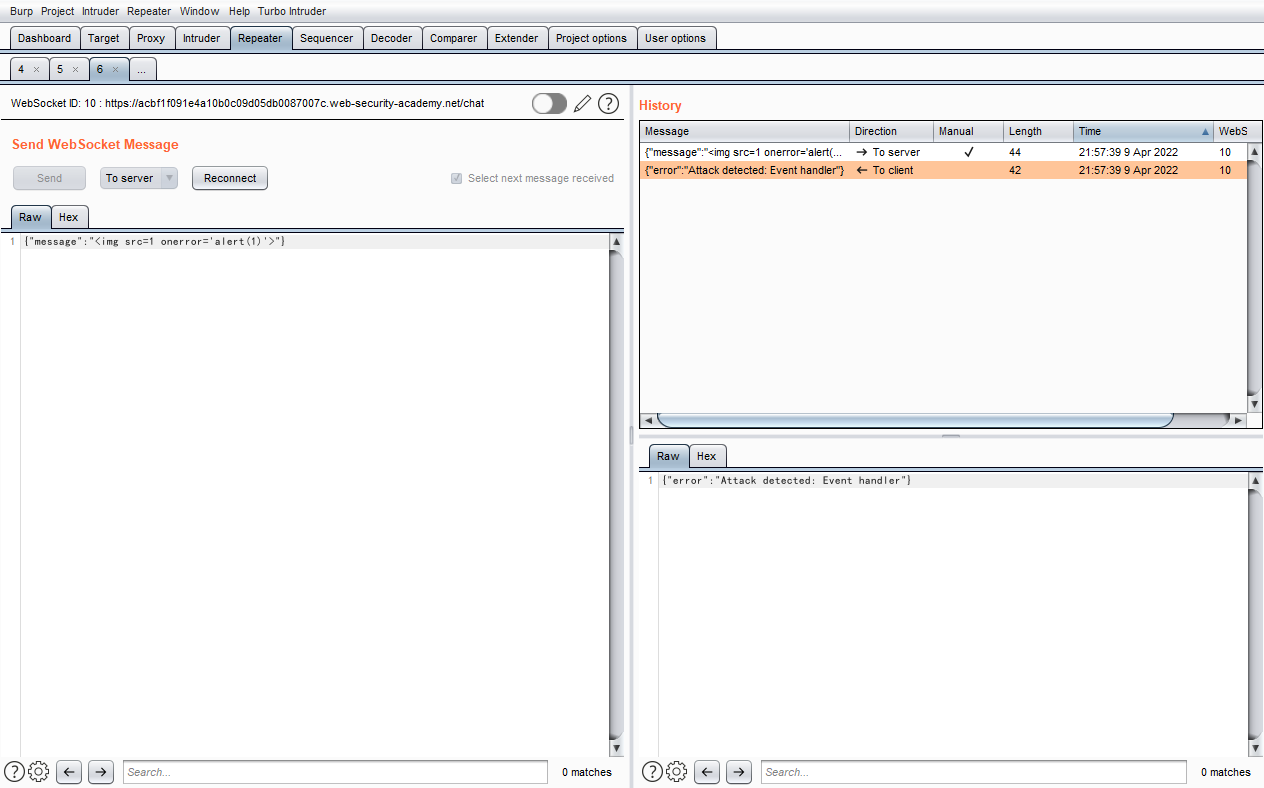 Burp Project Intruder Repeater Window Help Turbo Intruder
Dashboard Target Proxy Intruder Repeater Sequencer Decoder Comparer Extender Project options User options
4 × 5 × 6 × ...
WebSocket ID: 10 : https://acbf1f091e4a10b0c09d05db0087007c.web-security-academy.net/chat
Send WebSocket Message
Send To server Reconnect Select next message received
Raw Hex
1 {"message":"<img src=1 onerror='alert(1)'>"}
Search... 0 matches
History
Message Direction Manual Length Time WebS
{"message":"<img src=1 onerror='alert(... → To server ✓ 44 21:57:39 9 Apr 2022 10
{"error":"Attack detected: Event handler"} ← To client 42 21:57:39 9 Apr 2022 10
Raw Hex
1 {"error":"Attack detected: Event handler"}
Search... 0 matches